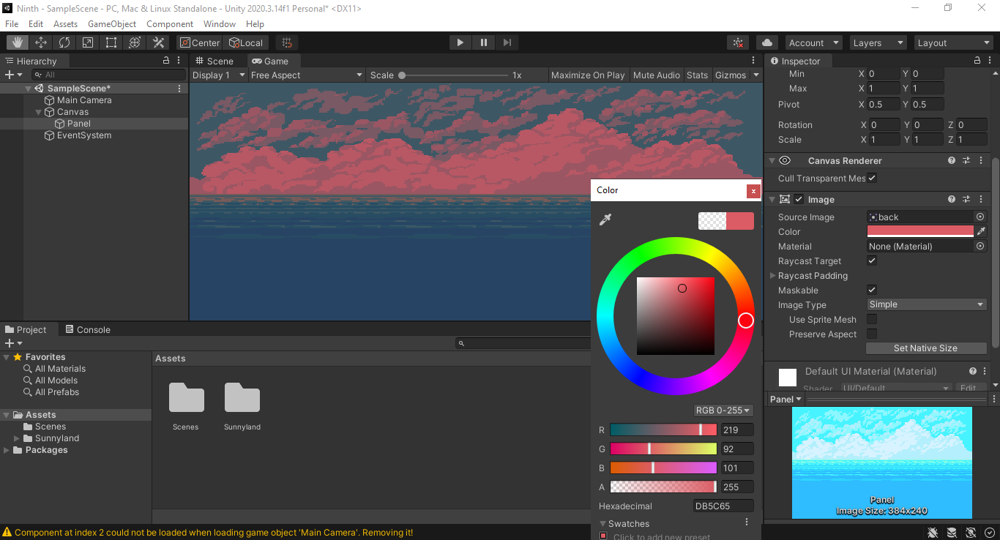 Ninth - SampleScene - PC, Mac & Linux Standalone - Unity 2020.3.14f1 Personal* <DX11>
File Edit Assets GameObject Component Window Help
Center Local Account Layers Layout
Hierarchy
All
SampleScene*
Main Camera
Canvas
Panel
EventSystem
Scene Game
Display 1 Free Aspect Scale 1x Maximize On Play Mute Audio Stats Gizmos
Inspector
Min X 0 Y 0
Max X 1 Y 1
Pivot X 0.5 Y 0.5
Rotation X 0 Y 0 Z 0
Scale X 1 Y 1 Z 1
Canvas Renderer
Cull Transparent Mes
Image
Source Image back
Color
Material None (Material)
Raycast Target
Raycast Padding
Maskable
Image Type Simple
Use Sprite Mesh
Preserve Aspect
Set Native Size
Default UI Material (Material)
Shader UI/Default Edit...
Panel
Panel
Image Size: 384x240
Color
x
RGB 0-255
R 219
G 92
B 101
A 255
Hexadecimal DB5C65
Swatches
Click to add new preset
Project Console
Favorites
All Materials
All Models
All Prefabs
Assets
Scenes
Sunnyland
Packages
Assets
Scenes Sunnyland
Component at index 2 could not be loaded when loading game object 'Main Camera'. Removing it!